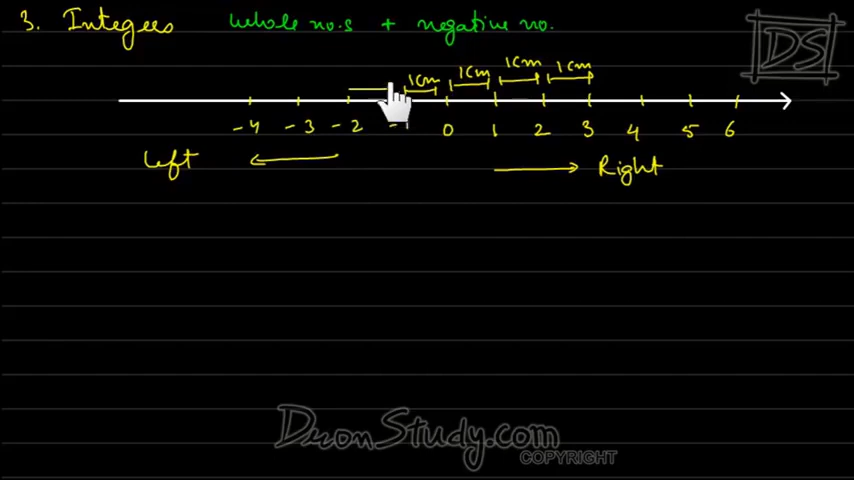 3. Integers whole no.s + negative no.
DS
1cm 1cm 1cm 1cm
-4 -3 -2 -1 0 1 2 3 4 5 6
Left Right
DronStudy.com
COPYRIGHT